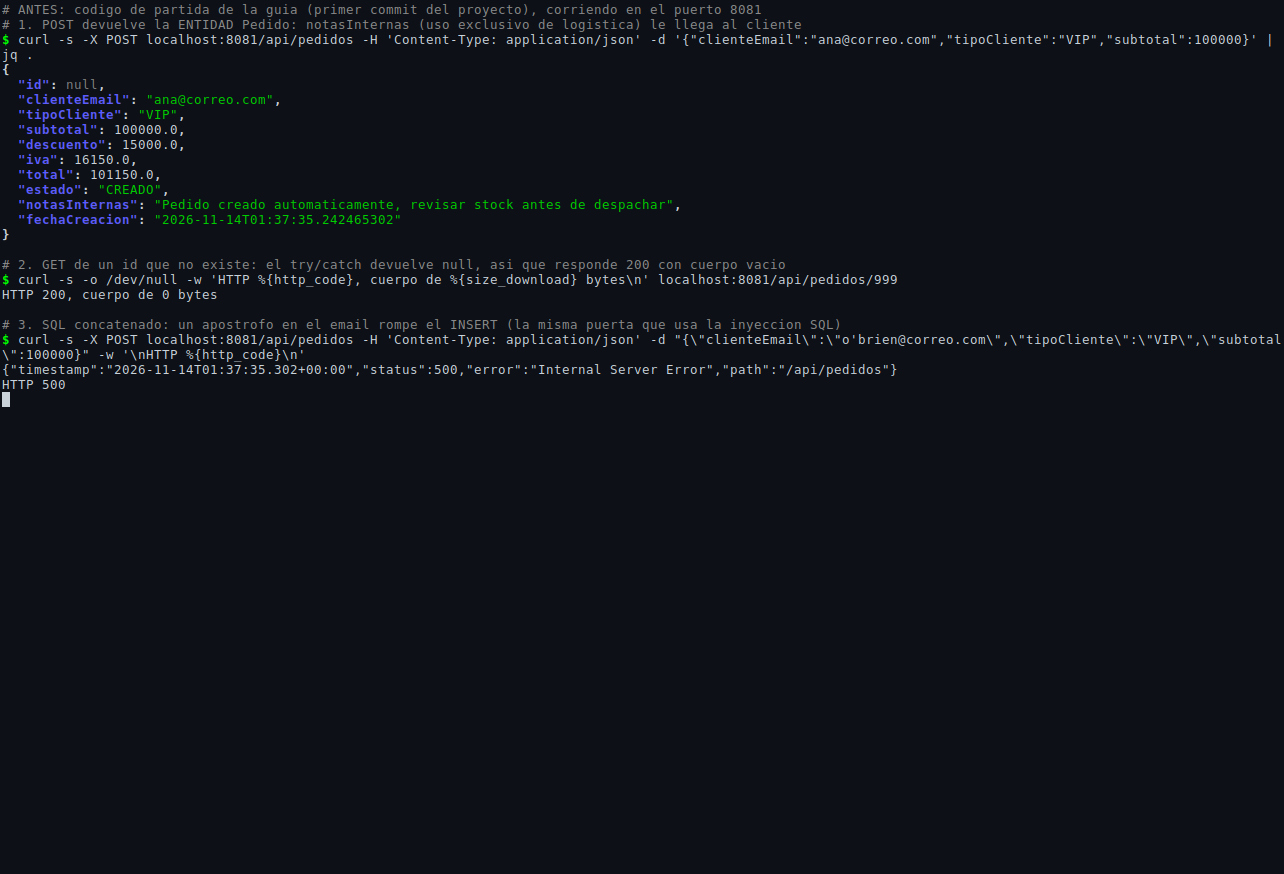 # ANTES: codigo de partida de la guia (primer commit del proyecto), corriendo en el puerto 8081
# 1. POST devuelve la ENTIDAD Pedido: notasInternas (uso exclusivo de logistica) le llega al cliente
$ curl -s -X POST localhost:8081/api/pedidos -H 'Content-Type: application/json' -d '{"clienteEmail":"ana@correo.com","tipoCliente":"VIP","subtotal":100000}' |
jq .
{
  "id": null,
  "clienteEmail": "ana@correo.com",
  "tipoCliente": "VIP",
  "subtotal": 100000.0,
  "descuento": 15000.0,
  "iva": 16150.0,
  "total": 101150.0,
  "estado": "CREADO",
  "notasInternas": "Pedido creado automaticamente, revisar stock antes de despachar",
  "fechaCreacion": "2026-11-14T01:37:35.242465302"
}

# 2. GET de un id que no existe: el try/catch devuelve null, asi que responde 200 con cuerpo vacio
$ curl -s -o /dev/null -w 'HTTP %{http_code}, cuerpo de %{size_download} bytes\n' localhost:8081/api/pedidos/999
HTTP 200, cuerpo de 0 bytes

# 3. SQL concatenado: un apostrofo en el email rompe el INSERT (la misma puerta que usa la inyeccion SQL)
$ curl -s -X POST localhost:8081/api/pedidos -H 'Content-Type: application/json' -d "{\"clienteEmail\":\"o'brien@correo.com\",\"tipoCliente\":\"VIP\",\"subtotal
\":100000}" -w '\nHTTP %{http_code}\n'
{"timestamp":"2026-11-14T01:37:35.302+00:00","status":500,"error":"Internal Server Error","path":"/api/pedidos"}
HTTP 500